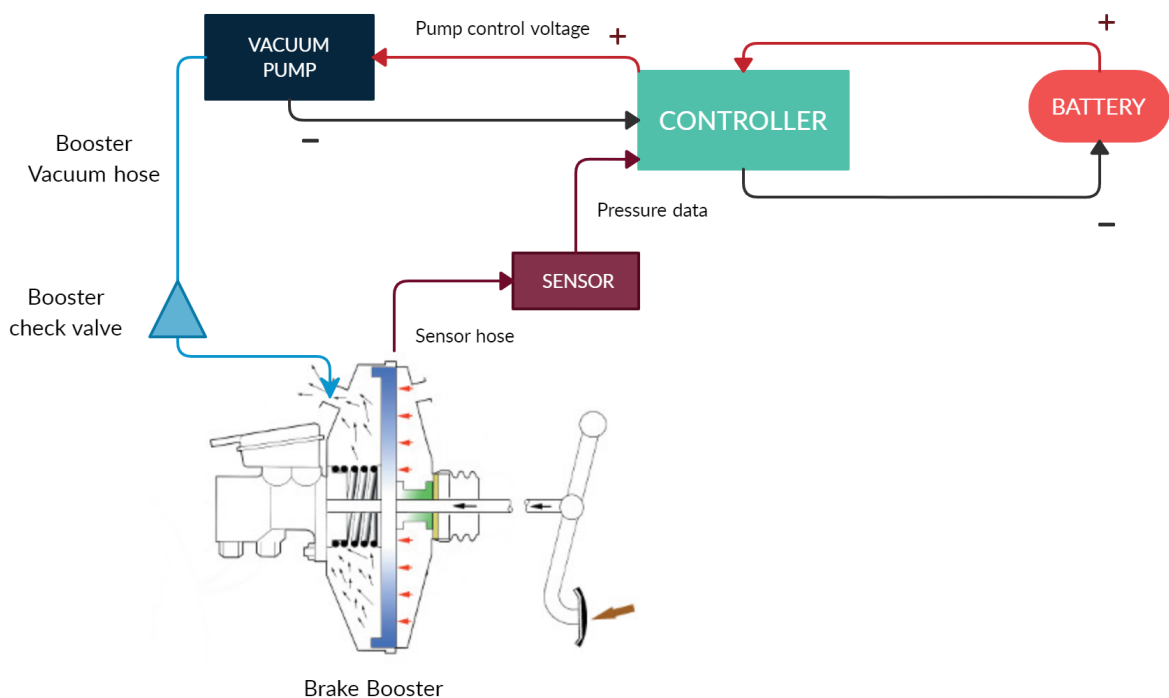 VACUUM
PUMP
Pump control voltage
+
+
CONTROLLER
BATTERY
−
Booster
Vacuum hose
Pressure data
−
SENSOR
Booster
check valve
Sensor hose
Brake Booster